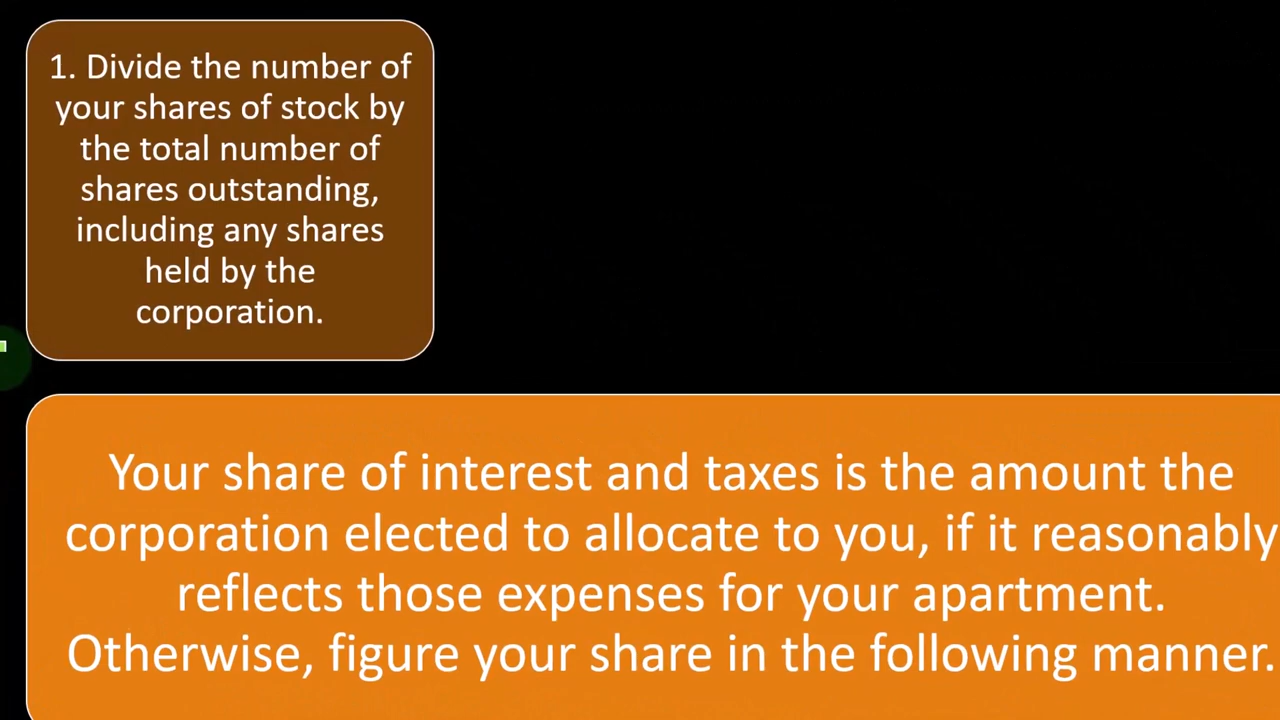 1. Divide the number of
your shares of stock by
the total number of
shares outstanding,
including any shares
held by the
corporation.
Your share of interest and taxes is the amount the
corporation elected to allocate to you, if it reasonably
reflects those expenses for your apartment.
Otherwise, figure your share in the following manner.